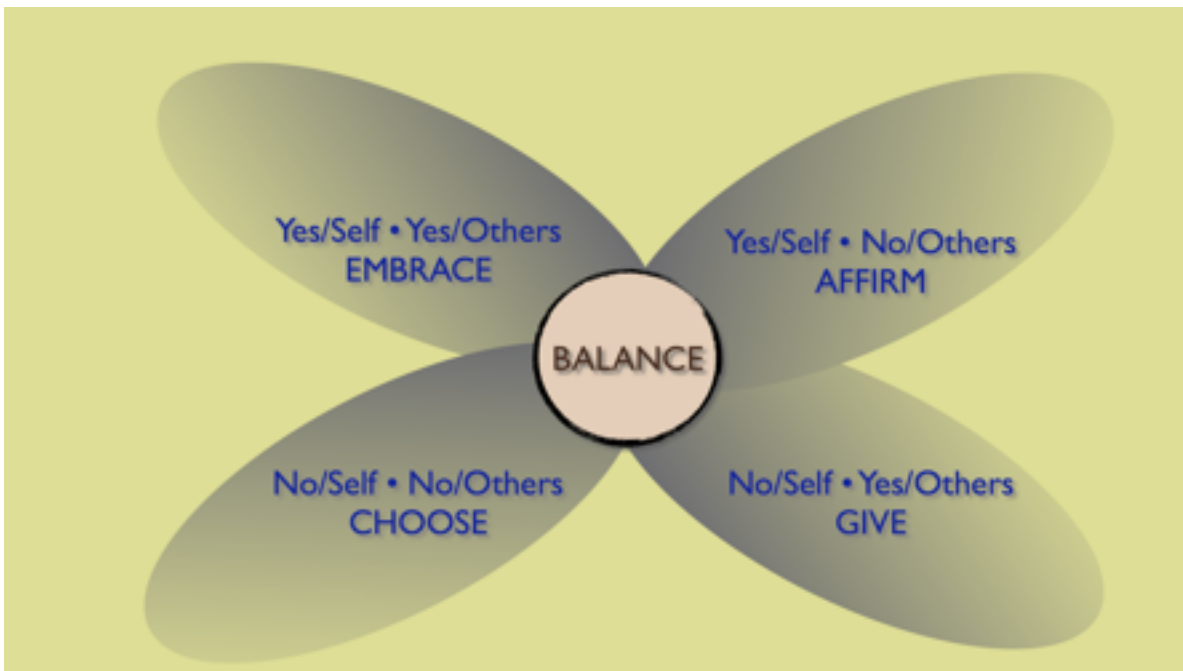 Yes/Self • Yes/Others
EMBRACE
Yes/Self • No/Others
AFFIRM
BALANCE
No/Self • No/Others
CHOOSE
No/Self • Yes/Others
GIVE